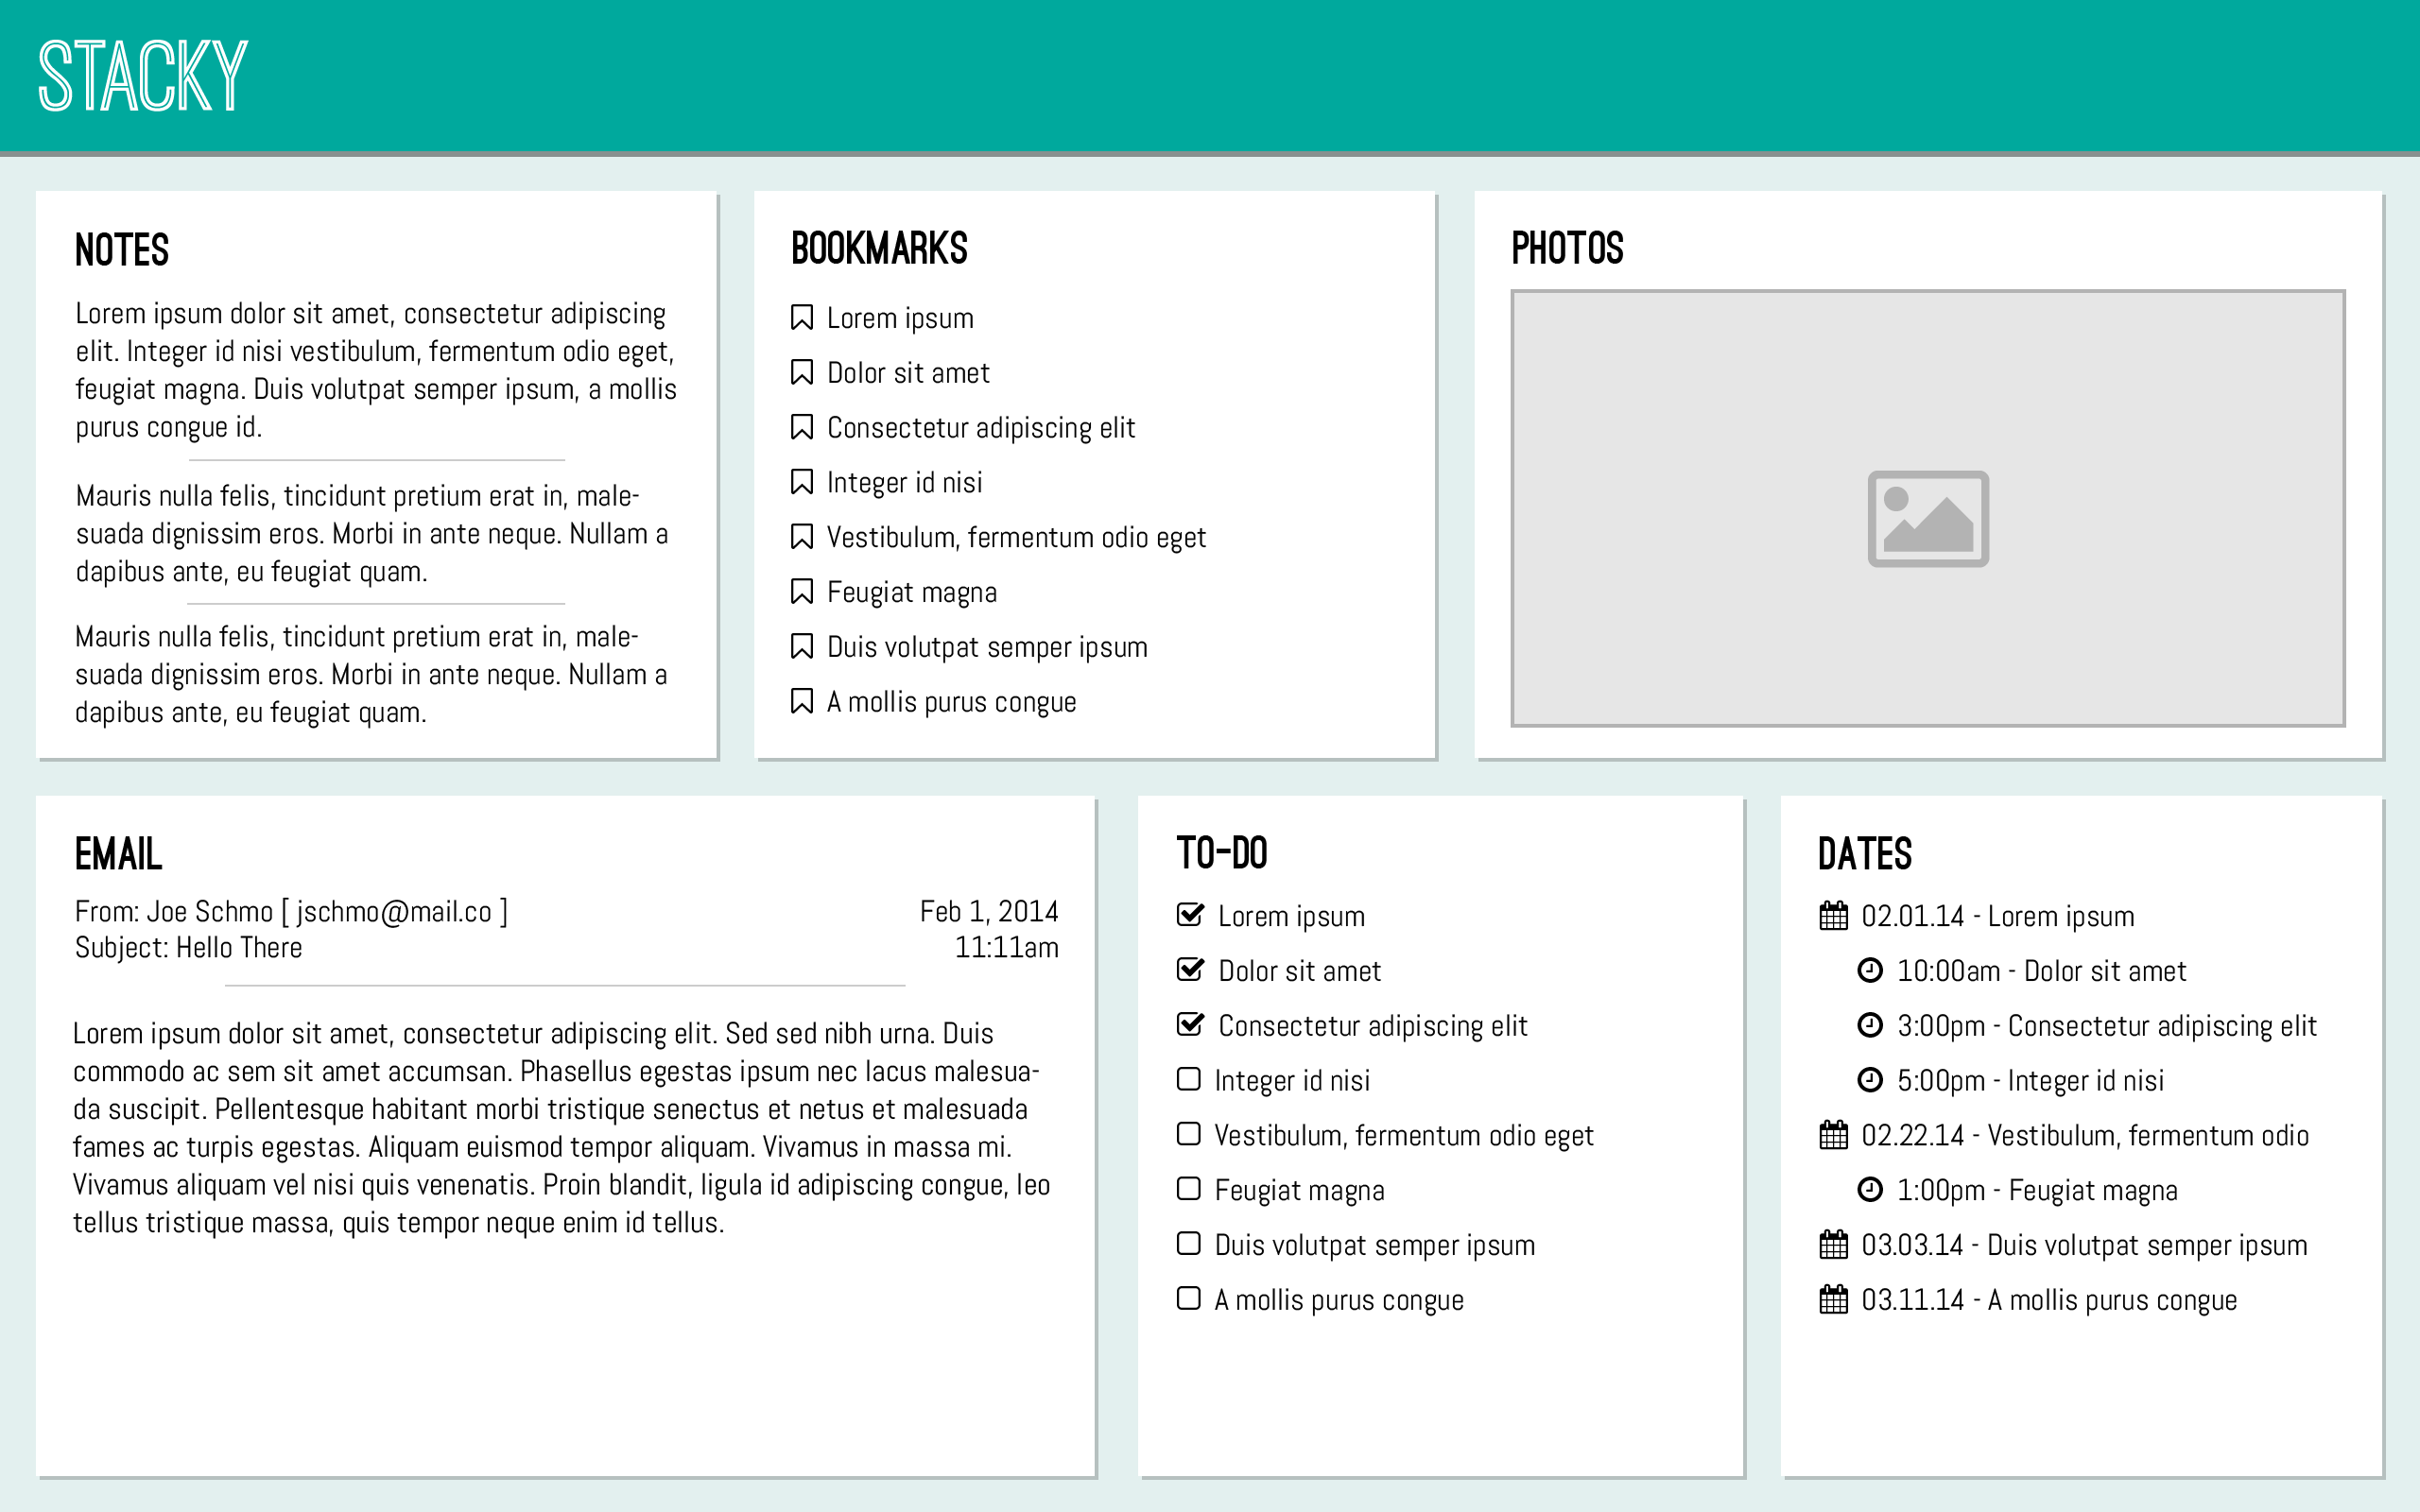 STACKY
NOTES
Lorem ipsum dolor sit amet, consectetur adipiscing
elit. Integer id nisi vestibulum, fermentum odio eget,
feugiat magna. Duis volutpat semper ipsum, a mollis
purus congue id.
Mauris nulla felis, tincidunt pretium erat in, male-
suada dignissim eros. Morbi in ante neque. Nullam a
dapibus ante, eu feugiat quam.
Mauris nulla felis, tincidunt pretium erat in, male-
suada dignissim eros. Morbi in ante neque. Nullam a
dapibus ante, eu feugiat quam.
BOOKMARKS
Lorem ipsum
Dolor sit amet
Consectetur adipiscing elit
Integer id nisi
Vestibulum, fermentum odio eget
Feugiat magna
Duis volutpat semper ipsum
A mollis purus congue
PHOTOS
EMAIL
From: Joe Schmo [ jschmo@mail.co ]
Feb 1, 2014
Subject: Hello There
11:11am
Lorem ipsum dolor sit amet, consectetur adipiscing elit. Sed sed nibh urna. Duis
commodo ac sem sit amet accumsan. Phasellus egestas ipsum nec lacus malesua-
da suscipit. Pellentesque habitant morbi tristique senectus et netus et malesuada
fames ac turpis egestas. Aliquam euismod tempor aliquam. Vivamus in massa mi.
Vivamus aliquam vel nisi quis venenatis. Proin blandit, ligula id adipiscing congue, leo
tellus tristique massa, quis tempor neque enim id tellus.
TO-DO
Lorem ipsum
Dolor sit amet
Consectetur adipiscing elit
Integer id nisi
Vestibulum, fermentum odio eget
Feugiat magna
Duis volutpat semper ipsum
A mollis purus congue
DATES
02.01.14 - Lorem ipsum
10:00am - Dolor sit amet
3:00pm - Consectetur adipiscing elit
5:00pm - Integer id nisi
02.22.14 - Vestibulum, fermentum odio
1:00pm - Feugiat magna
03.03.14 - Duis volutpat semper ipsum
03.11.14 - A mollis purus congue